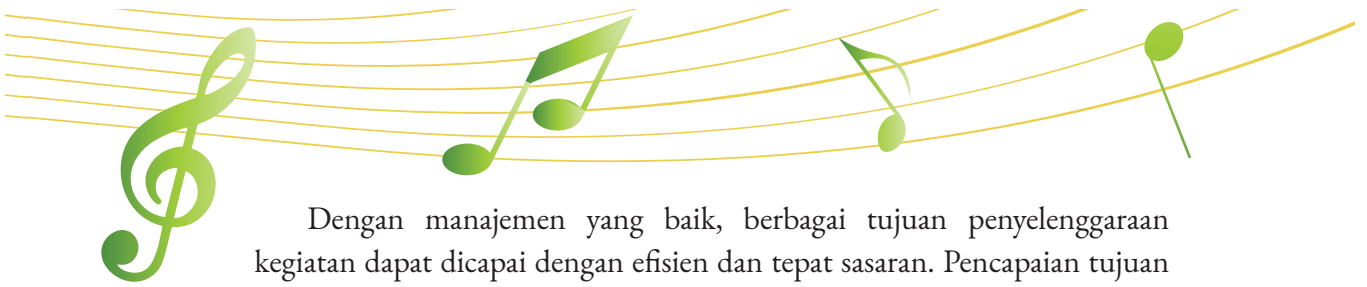 Dengan manajemen yang baik, berbagai tujuan penyelenggaraan
kegiatan dapat dicapai dengan efisien dan tepat sasaran. Pencapaian tujuan